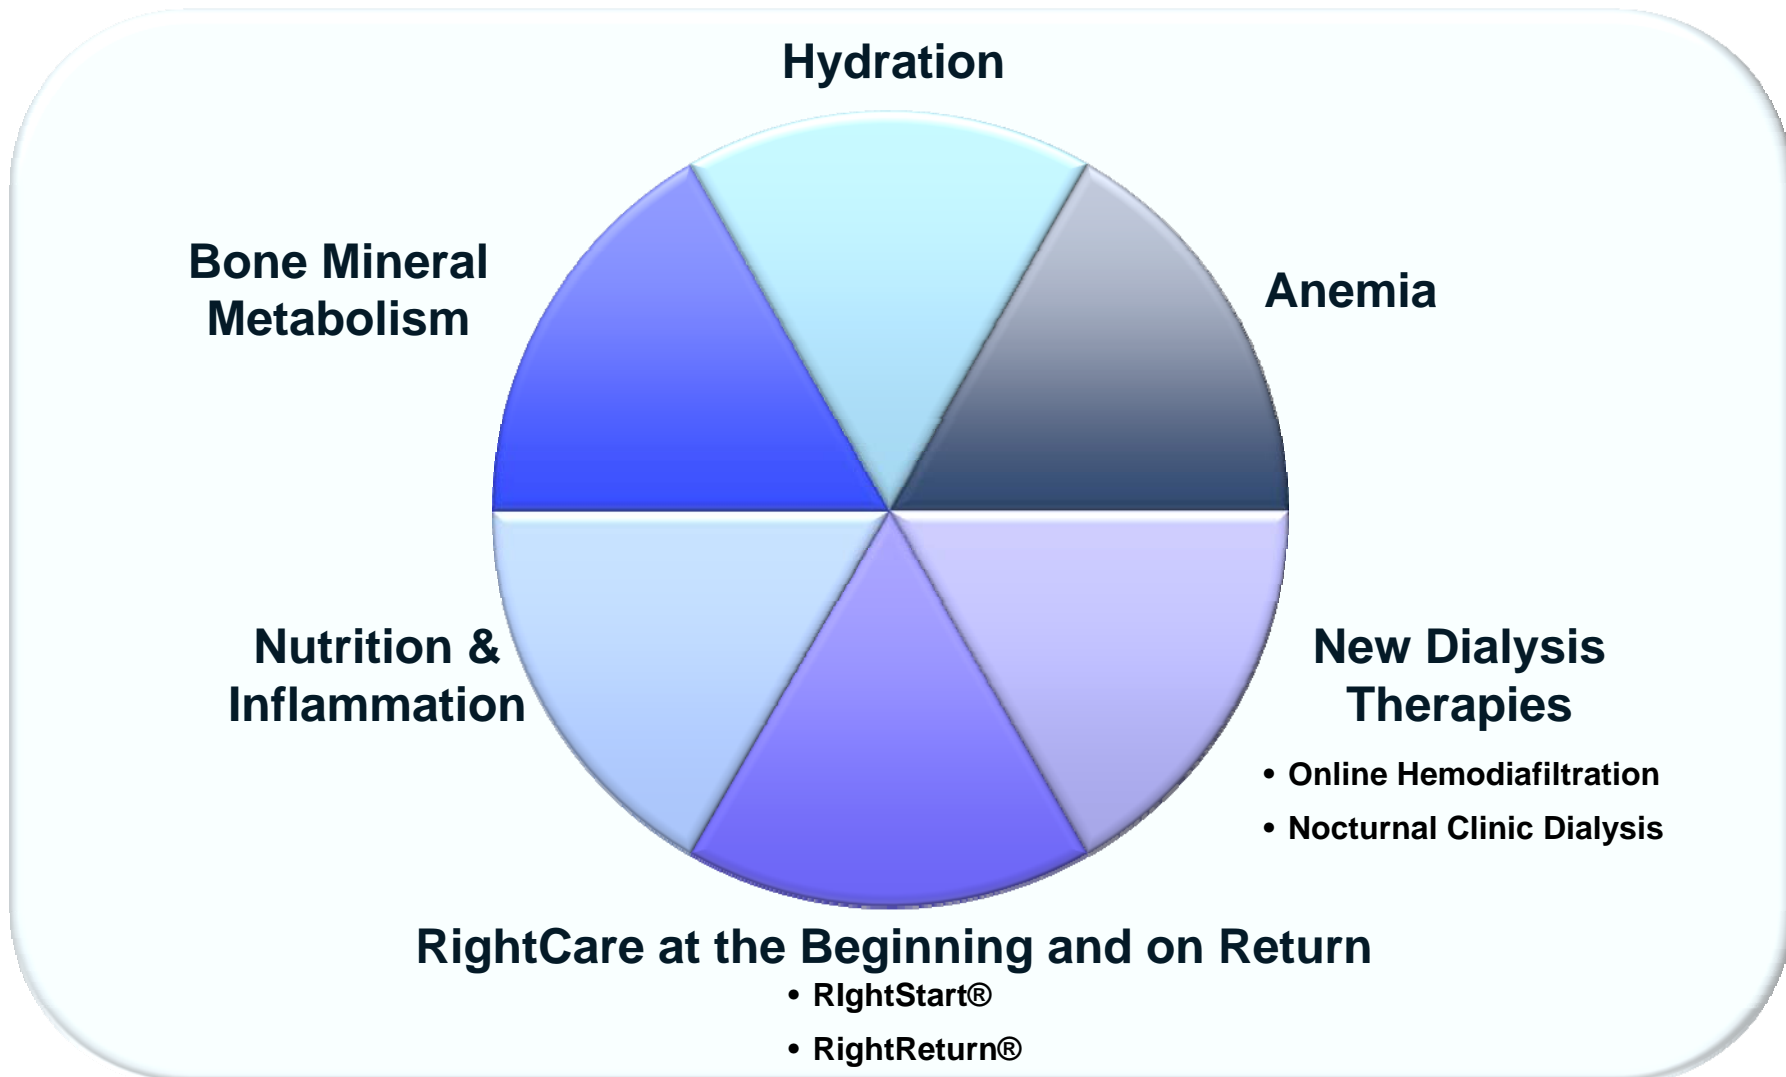 Hydration
Bone Mineral
Metabolism
Anemia
Nutrition &
Inflammation
New Dialysis
Therapies
• Online Hemodiafiltration
• Nocturnal Clinic Dialysis
RightCare at the Beginning and on Return
• RIghtStart®
• RightReturn®